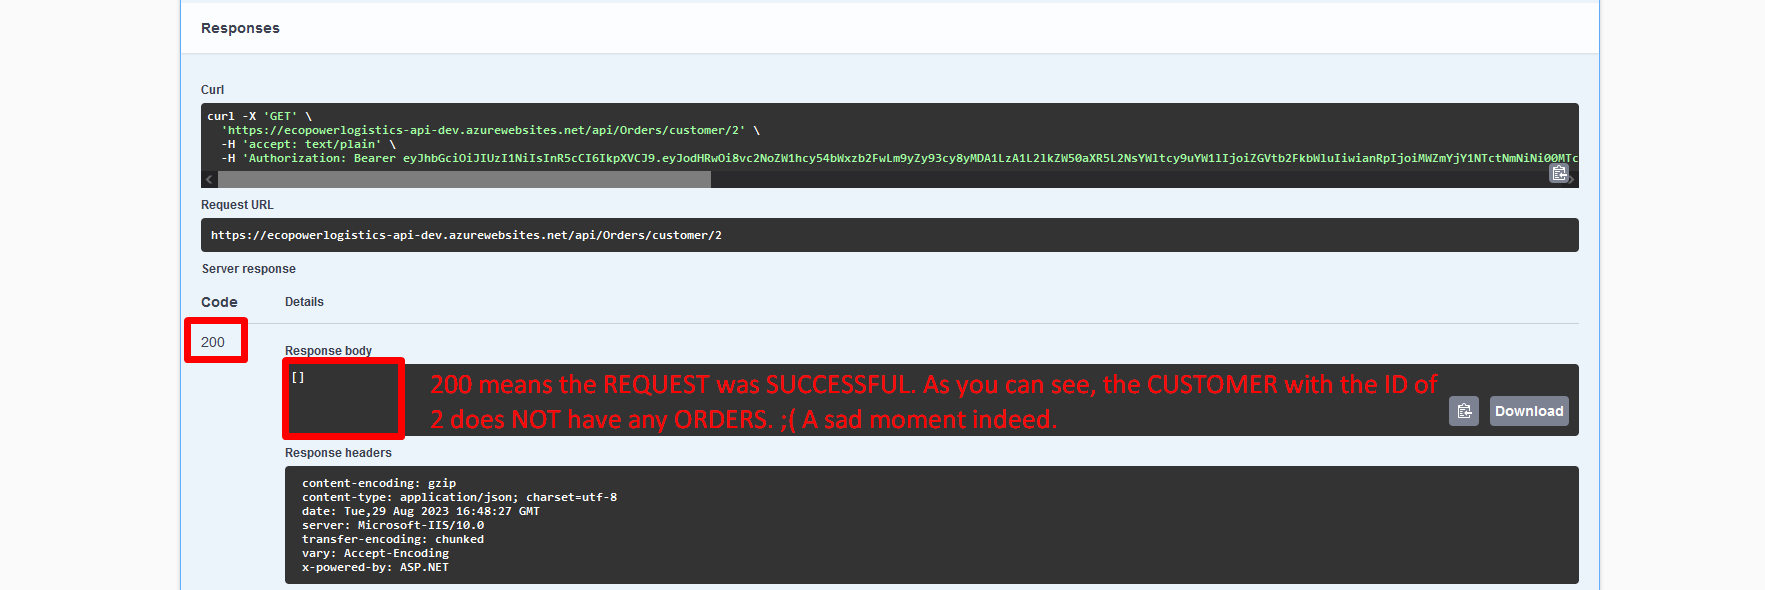 Responses
Curl
curl -X 'GET' \
'https://ecopowerlogistics-api-dev.azurewebsites.net/api/Orders/customer/2' \
-H 'accept: text/plain' \
-H 'Authorization: Bearer eyJhbGciOiJIUzI1NiIsInR5cCI6IkpXVCJ9.eyJodHRwOi8vc2NoZW1hcy54bWxzb2FwLm9yZy93cy8yMDA1LzA1L2lkZW50aXR5L2NsYWltcy9uYW1lIjoiZGVtb2FkbWluIiwianRpIjoiMWZmYjY1NTctNmNiNi00MTc
Request URL
https://ecopowerlogistics-api-dev.azurewebsites.net/api/Orders/customer/2
Server response
Code Details
200
Response body
[]
200 means the REQUEST was SUCCESSFUL. As you can see, the CUSTOMER with the ID of
2 does NOT have any ORDERS. ;( A sad moment indeed.
Download
Response headers
content-encoding: gzip
content-type: application/json; charset=utf-8
date: Tue,29 Aug 2023 16:48:27 GMT
server: Microsoft-IIS/10.0
transfer-encoding: chunked
vary: Accept-Encoding
x-powered-by: ASP.NET